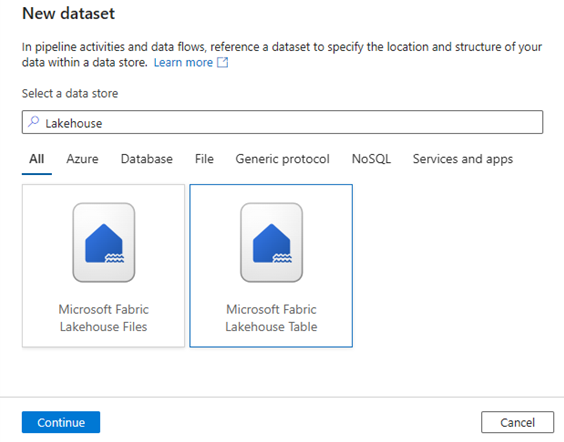 New dataset
In pipeline activities and data flows, reference a dataset to specify the location and structure of your
data within a data store. Learn more
Select a data store
Lakehouse
All Azure Database File Generic protocol NoSQL Services and apps
Microsoft Fabric
Lakehouse Files
Microsoft Fabric
Lakehouse Table
Continue
Cancel